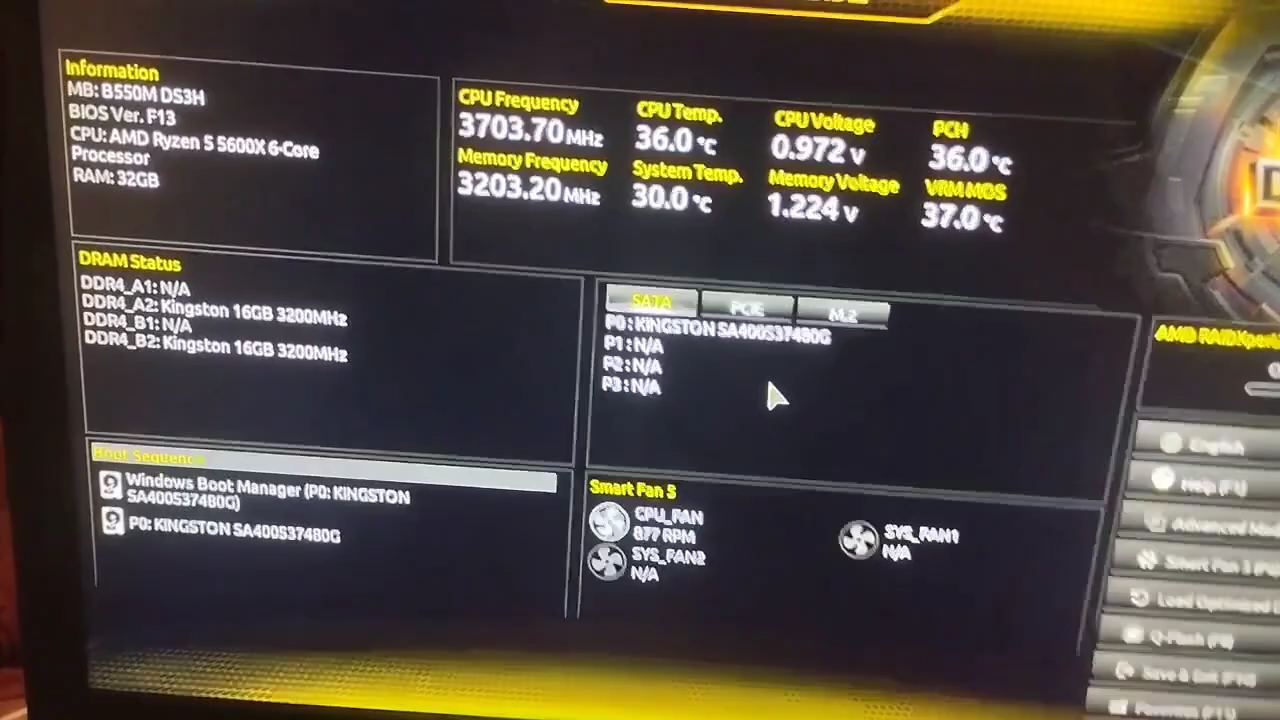 Information
MB: B550M DS3H
BIOS Ver. F13
CPU: AMD Ryzen 5 5600X 6-Core
Processor
RAM: 32GB
CPU Frequency
3703.70 MHz
CPU Temp.
36.0 °C
CPU Voltage
0.972 V
PCH
36.0 °C
Memory Frequency
3203.20 MHz
System Temp.
30.0 °C
Memory Voltage
1.224 V
VRM MOS
37.0 °C
DRAM Status
DDR4_A1: N/A
DDR4_A2: Kingston 16GB 3200MHz
DDR4_B1: N/A
DDR4_B2: Kingston 16GB 3200MHz
SATA
PCIE
M.2
P0 : KINGSTON SA400S37480G
P1 : N/A
P2 : N/A
P3 : N/A
Boot Sequence
Windows Boot Manager (P0: KINGSTON
SA400S37480G)
P0: KINGSTON SA400S37480G
Smart Fan 5
CPU_FAN
877 RPM
SYS_FAN1
N/A
SYS_FAN2
N/A
AMD
English
Help (F1)
Advanced
Smart Fan 5
Load Optimized
Q-Flash (F8)
Save & Exit (F10)